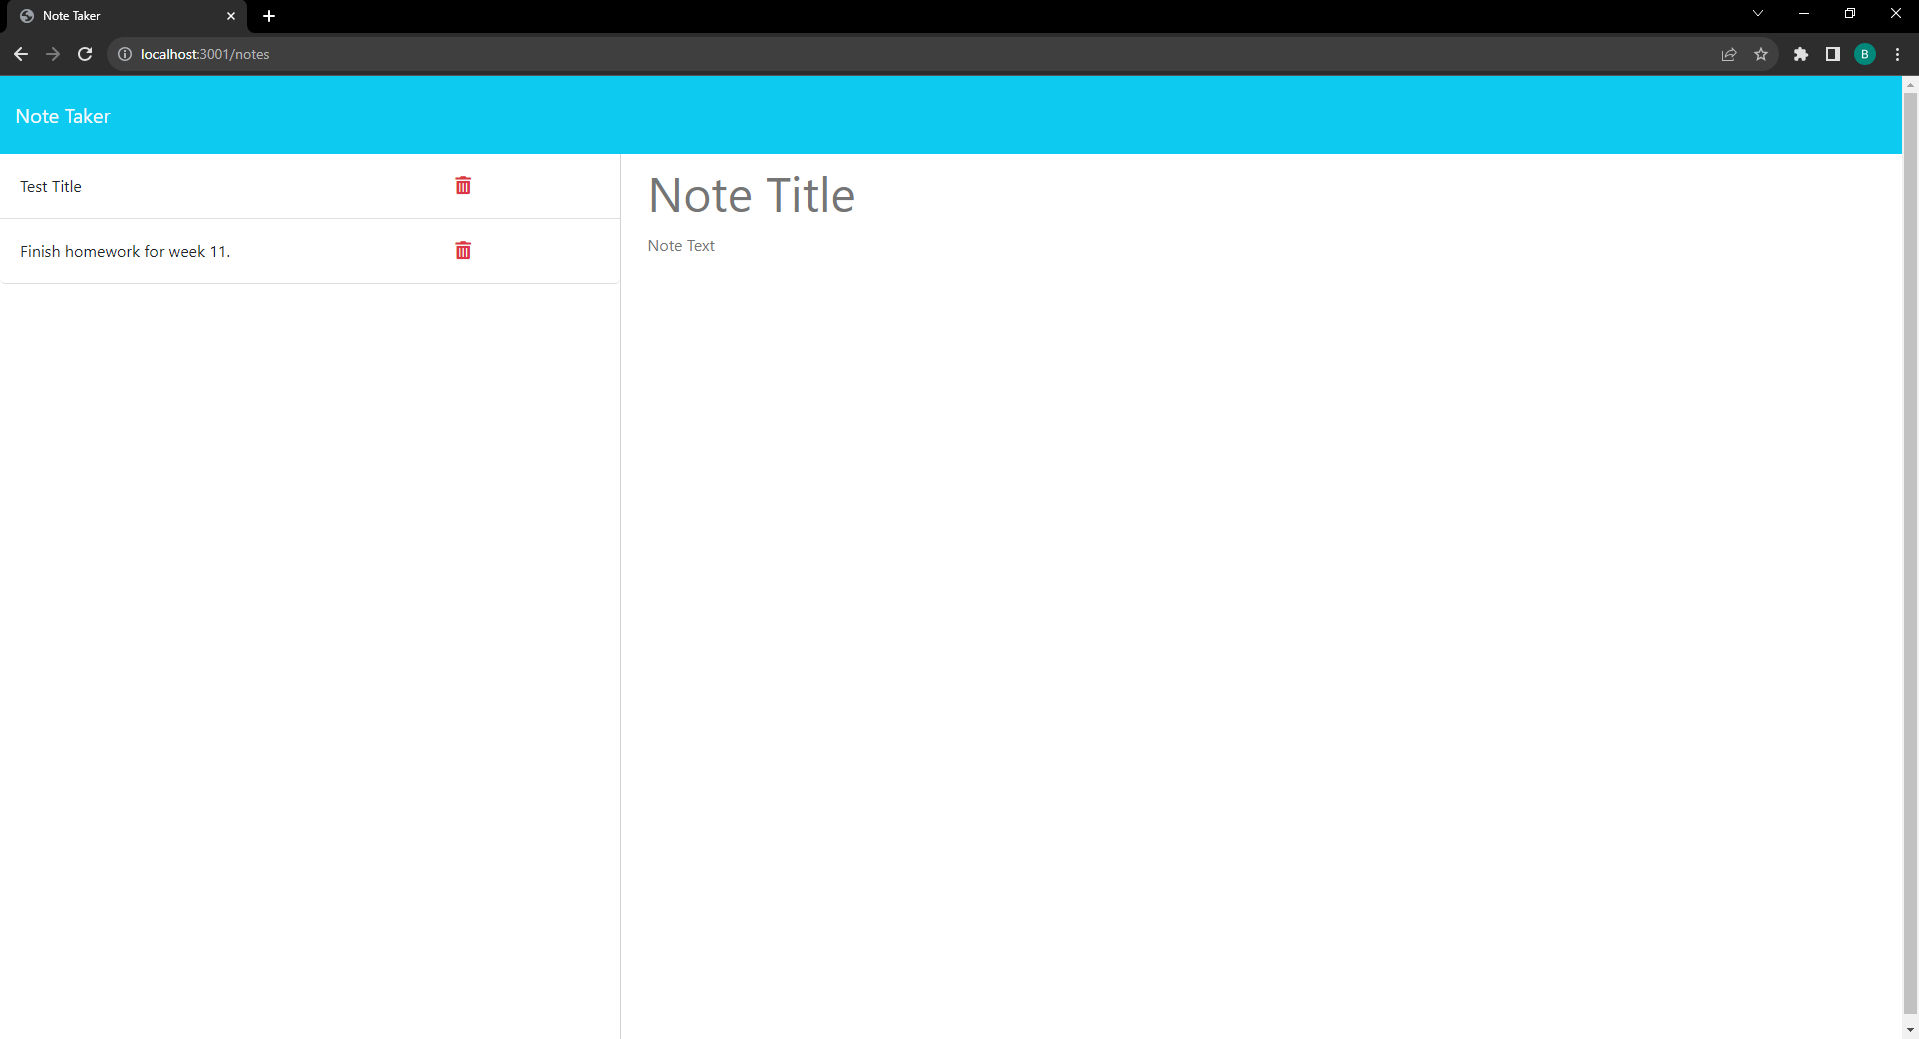 Note Taker
localhost:3001/notes
B
Note Taker
Test Title
Finish homework for week 11.
Note Title
Note Text